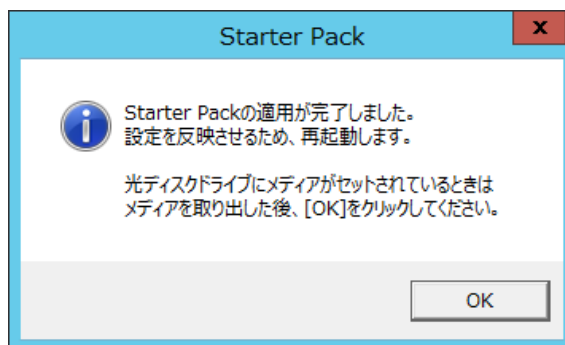 Starter Pack
x
Starter Packの適用が完了しました。
設定を反映させるため、再起動します。
光ディスクドライブにメディアがセットされているときは
メディアを取り出した後、[OK]をクリックしてください。
OK